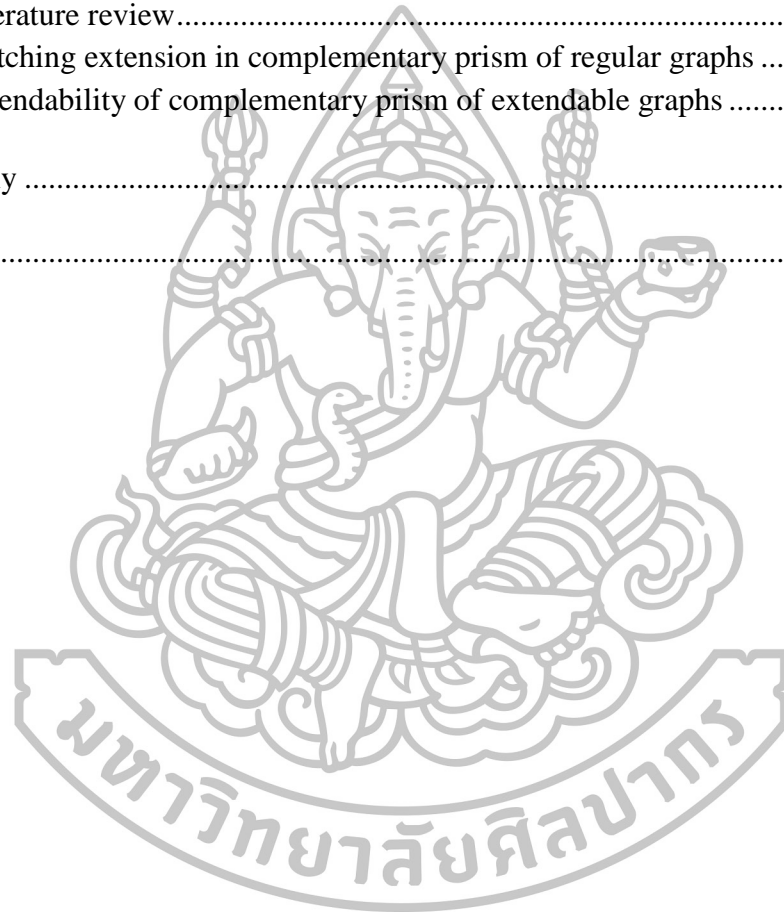 erature review.......................................................................................
tching extension in complementary prism of regular graphs ...
endability of complementary prism of extendable graphs ........
y ...............................................................................................................
..................................................................................................................
มหาวิทยาลัยศิลปากร